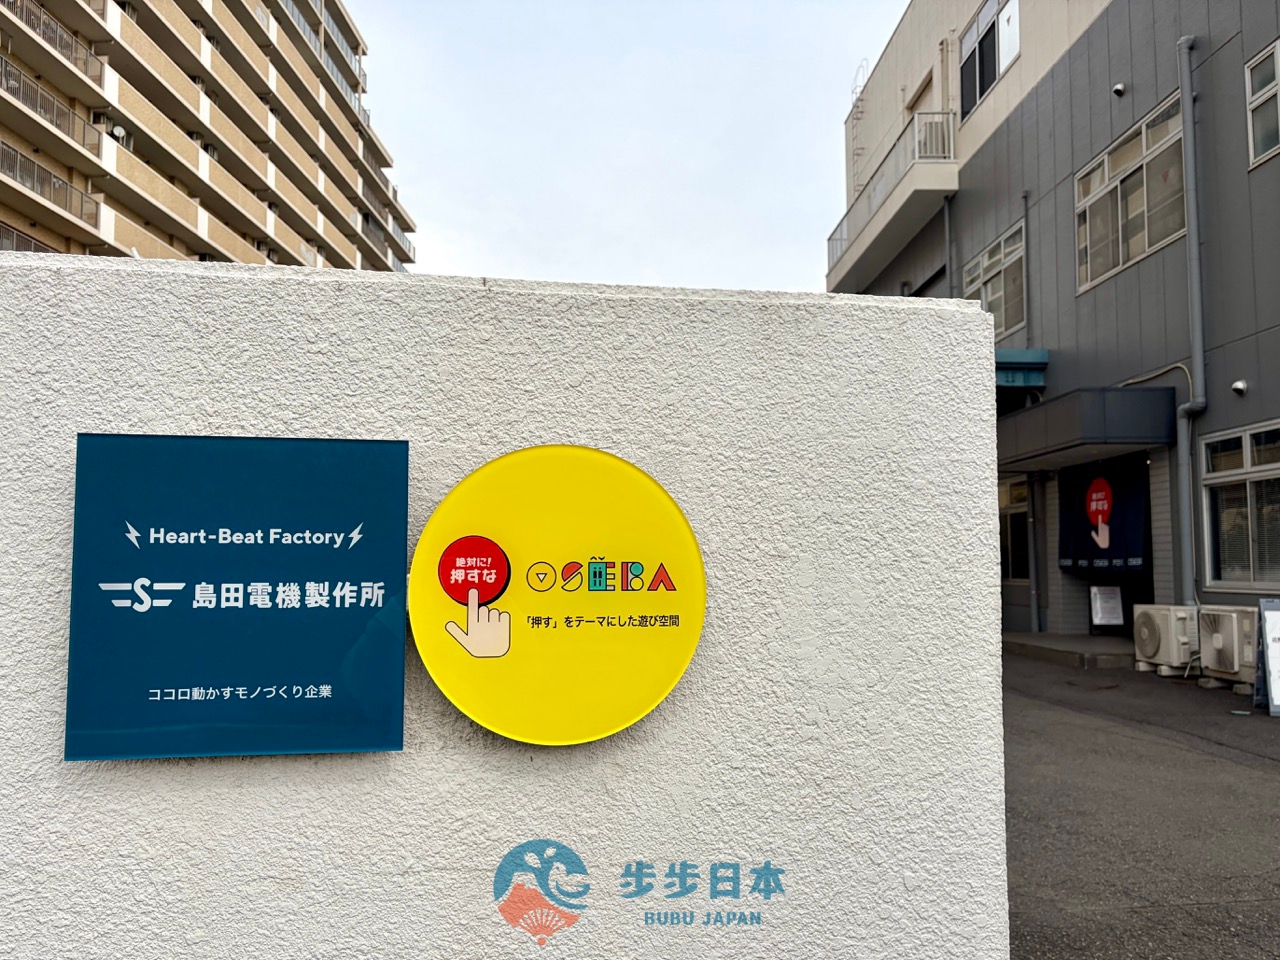 Heart-Beat Factory
S 島田電機製作所
ココロ動かすモノづくり企業
絶対に!
押すな
OSEBA
「押す」をテーマにした遊び空間
押すな
步步日本
BUBU JAPAN